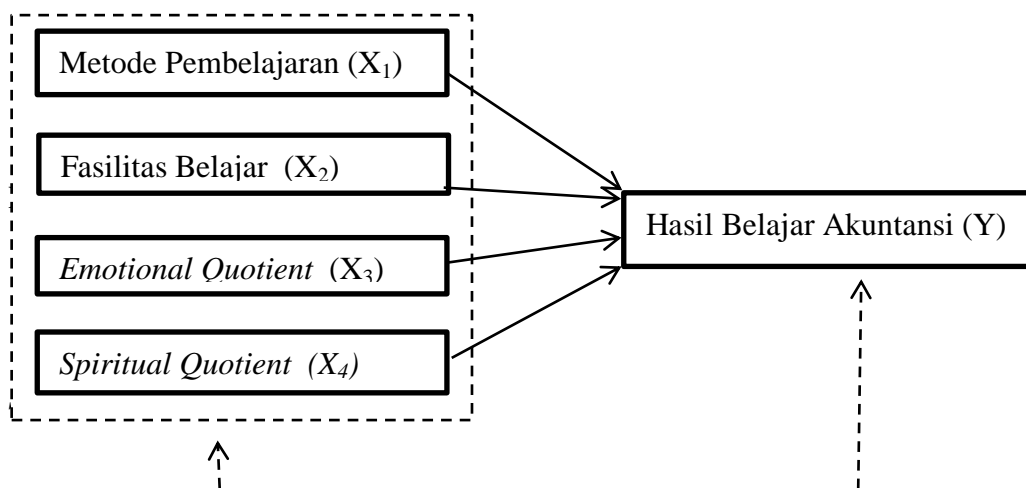 Metode Pembelajaran (X₁)
Fasilitas Belajar (X₂)
Emotional Quotient (X₃)
Spiritual Quotient (X₄)
Hasil Belajar Akuntansi (Y)